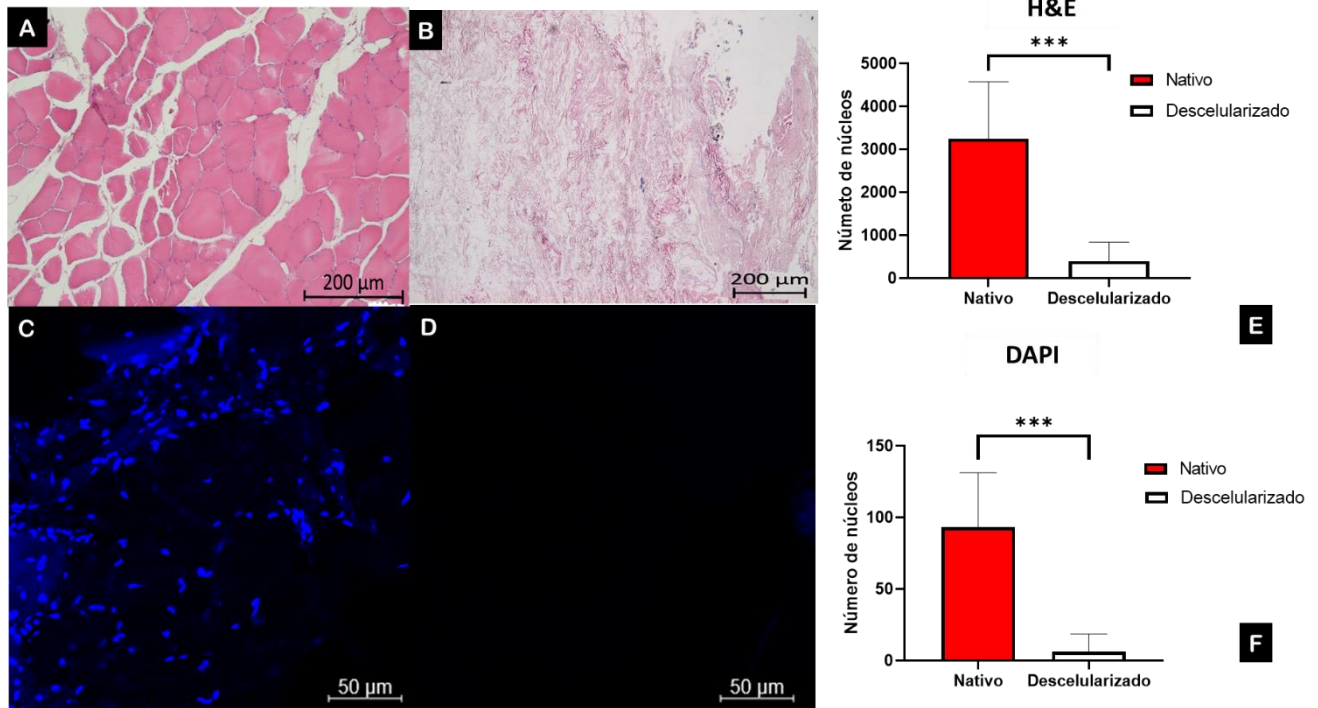 A
200 µm
B
200 µm
H&E
***
5000
4000
3000
2000
1000
0
Númeto de núcleos
Nativo
Descelularizado
Nativo
Descelularizado
E
C
50 µm
D
50 µm
DAPI
***
150
100
50
0
Número de núcleos
Nativo
Descelularizado
Nativo
Descelularizado
F